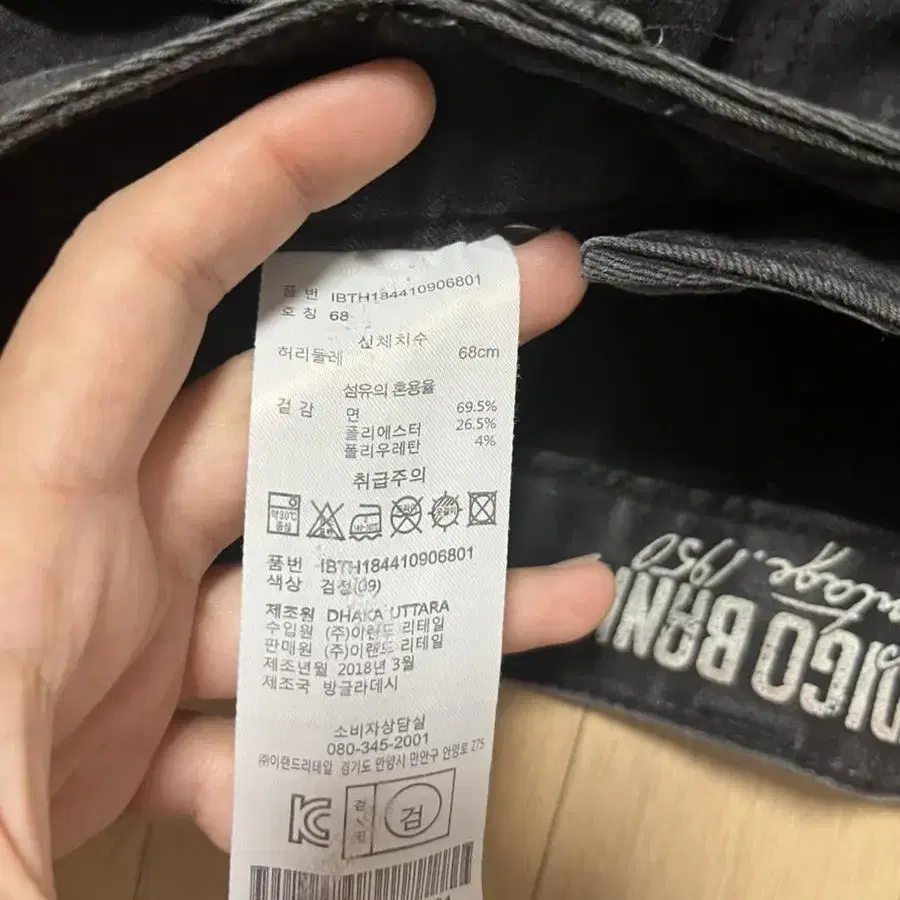 품 번 IBTH184410906801
호 칭 68
신체치수
허리둘레 68cm
섬유의 혼용율
겉 감 면 69.5%
폴리에스터 26.5%
폴리우레탄 4%
취급주의
약30℃
중성
품번 IBTH184410906801
색상 검정(09)
제조원 DHAKA UTTARA
수입원 (주)이랜드 리테일
판매원 (주)이랜드 리테일
제조년월 2018년 3월
제조국 방글라데시
소비자상담실
080-345-2001
㈜이랜드리테일 경기도 안양시 만안구 안양로 275
검
1950